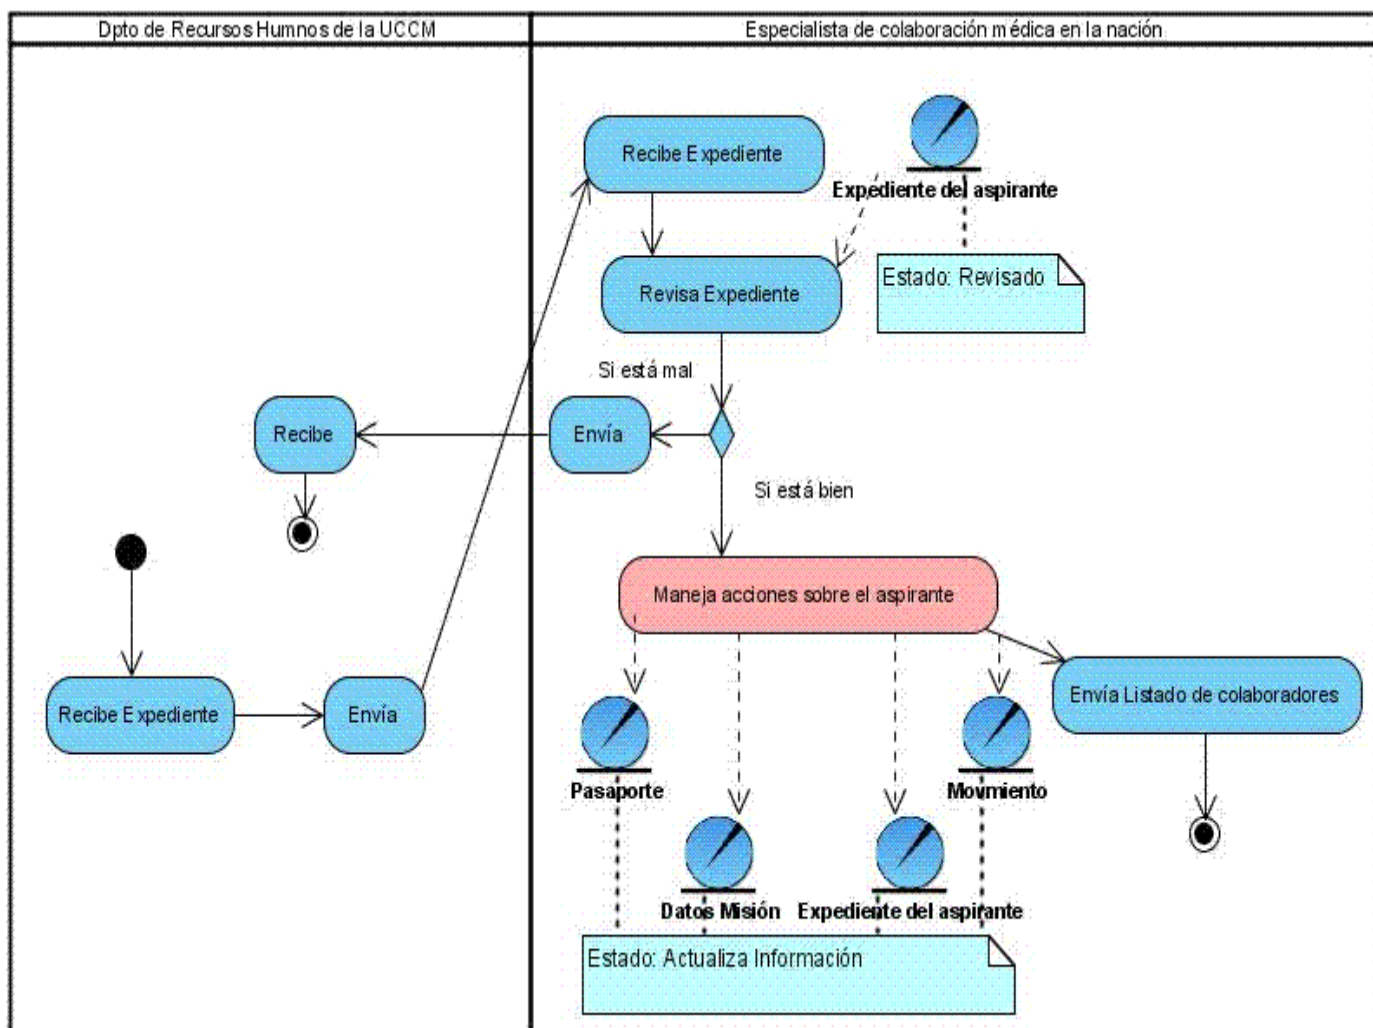 Dpto de Recursos Humnos de la UCCM
Especialista de colaboración médica en la nación
Recibe Expediente
Expediente del aspirante
Revisa Expediente
Estado: Revisado
Si está mal
Recibe
Envía
Si está bien
Maneja acciones sobre el aspirante
Recibe Expediente
Envía
Envía Listado de colaboradores
Pasaporte
Movmiento
Datos Misión
Expediente del aspirante
Estado: Actualiza Información